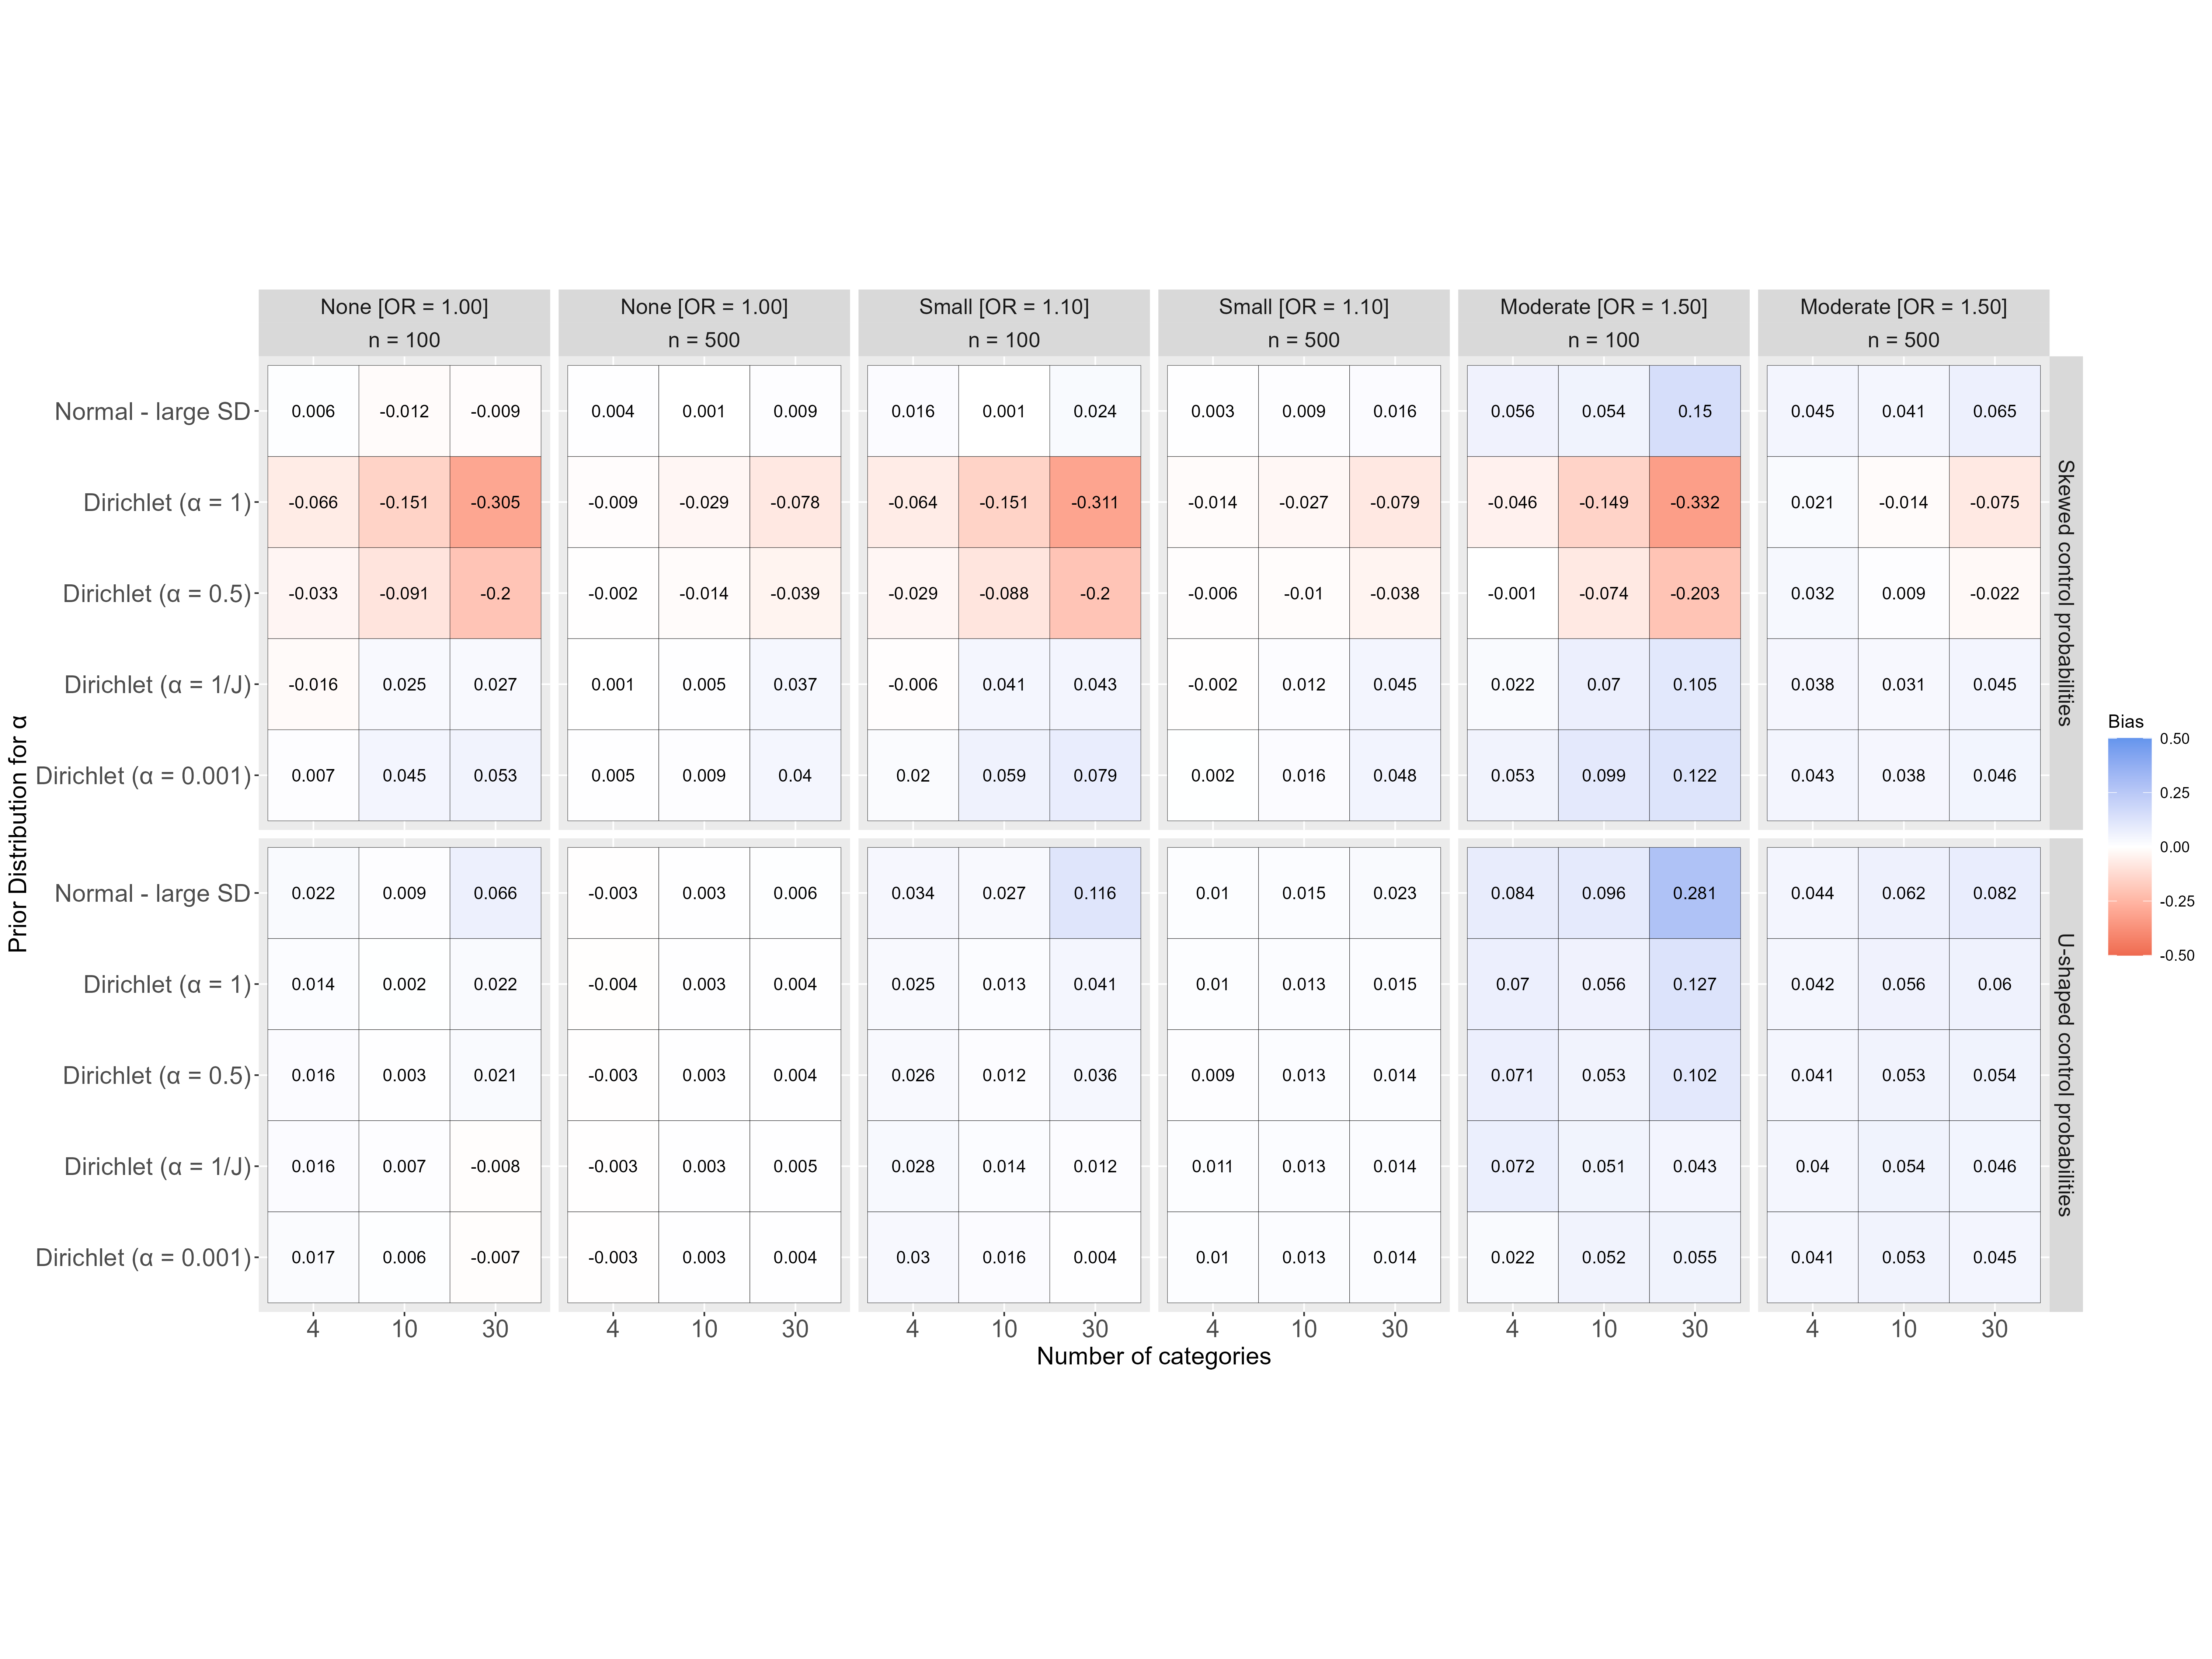 None [OR = 1.00] None [OR = 1.00] Small [OR = 1.10] Small [OR = 1.10] Moderate [OR = 1.50] Moderate [OR = 1.50]
n = 100 n = 500 n = 100 n = 500 n = 100 n = 500
Normal - large SD 0.006 -0.012 -0.009 0.004 0.001 0.009 0.016 0.001 0.024 0.003 0.009 0.016 0.056 0.054 0.15 0.045 0.041 0.065
Dirichlet (α = 1) -0.066 -0.151 -0.305 -0.009 -0.029 -0.078 -0.064 -0.151 -0.311 -0.014 -0.027 -0.079 -0.046 -0.149 -0.332 0.021 -0.014 -0.075
Dirichlet (α = 0.5) -0.033 -0.091 -0.2 -0.002 -0.014 -0.039 -0.029 -0.088 -0.2 -0.006 -0.01 -0.038 -0.001 -0.074 -0.203 0.032 0.009 -0.022
Dirichlet (α = 1/J) -0.016 0.025 0.027 0.001 0.005 0.037 -0.006 0.041 0.043 -0.002 0.012 0.045 0.022 0.07 0.105 0.038 0.031 0.045
Dirichlet (α = 0.001) 0.007 0.045 0.053 0.005 0.009 0.04 0.02 0.059 0.079 0.002 0.016 0.048 0.053 0.099 0.122 0.043 0.038 0.046
Skewed control probabilities
Normal - large SD 0.022 0.009 0.066 -0.003 0.003 0.006 0.034 0.027 0.116 0.01 0.015 0.023 0.084 0.096 0.281 0.044 0.062 0.082
Dirichlet (α = 1) 0.014 0.002 0.022 -0.004 0.003 0.004 0.025 0.013 0.041 0.01 0.013 0.015 0.07 0.056 0.127 0.042 0.056 0.06
Dirichlet (α = 0.5) 0.016 0.003 0.021 -0.003 0.003 0.004 0.026 0.012 0.036 0.009 0.013 0.014 0.071 0.053 0.102 0.041 0.053 0.054
Dirichlet (α = 1/J) 0.016 0.007 -0.008 -0.003 0.003 0.005 0.028 0.014 0.012 0.011 0.013 0.014 0.072 0.051 0.043 0.04 0.054 0.046
Dirichlet (α = 0.001) 0.017 0.006 -0.007 -0.003 0.003 0.004 0.03 0.016 0.004 0.01 0.013 0.014 0.022 0.052 0.055 0.041 0.053 0.045
U-shaped control probabilities
4 10 30 4 10 30 4 10 30 4 10 30 4 10 30 4 10 30
Number of categories
Prior Distribution for α
Bias
0.50
0.25
0.00
-0.25
-0.50